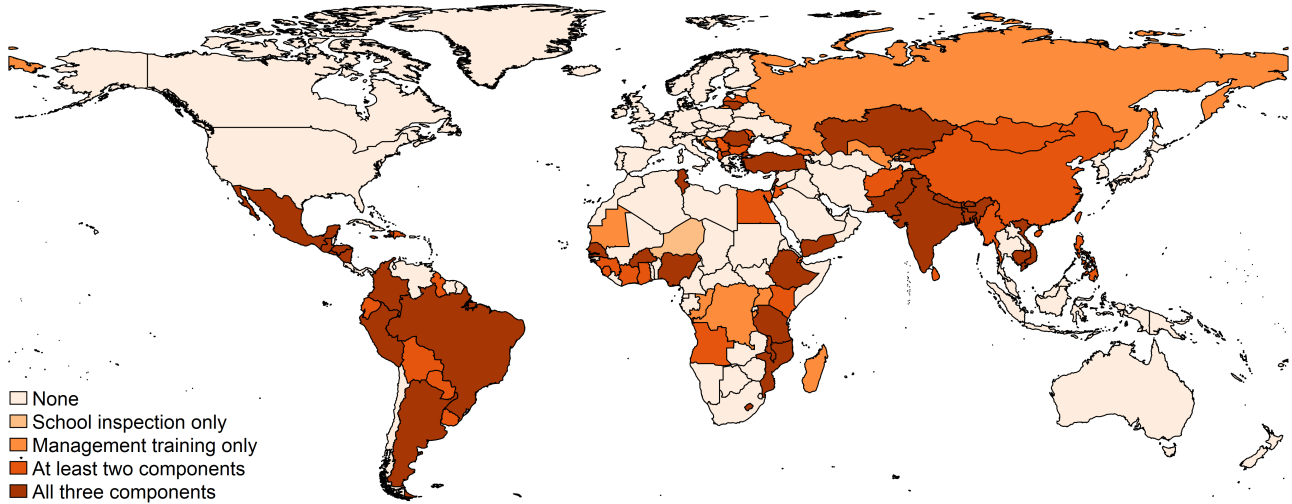 None
School inspection only
Management training only
At least two components
All three components